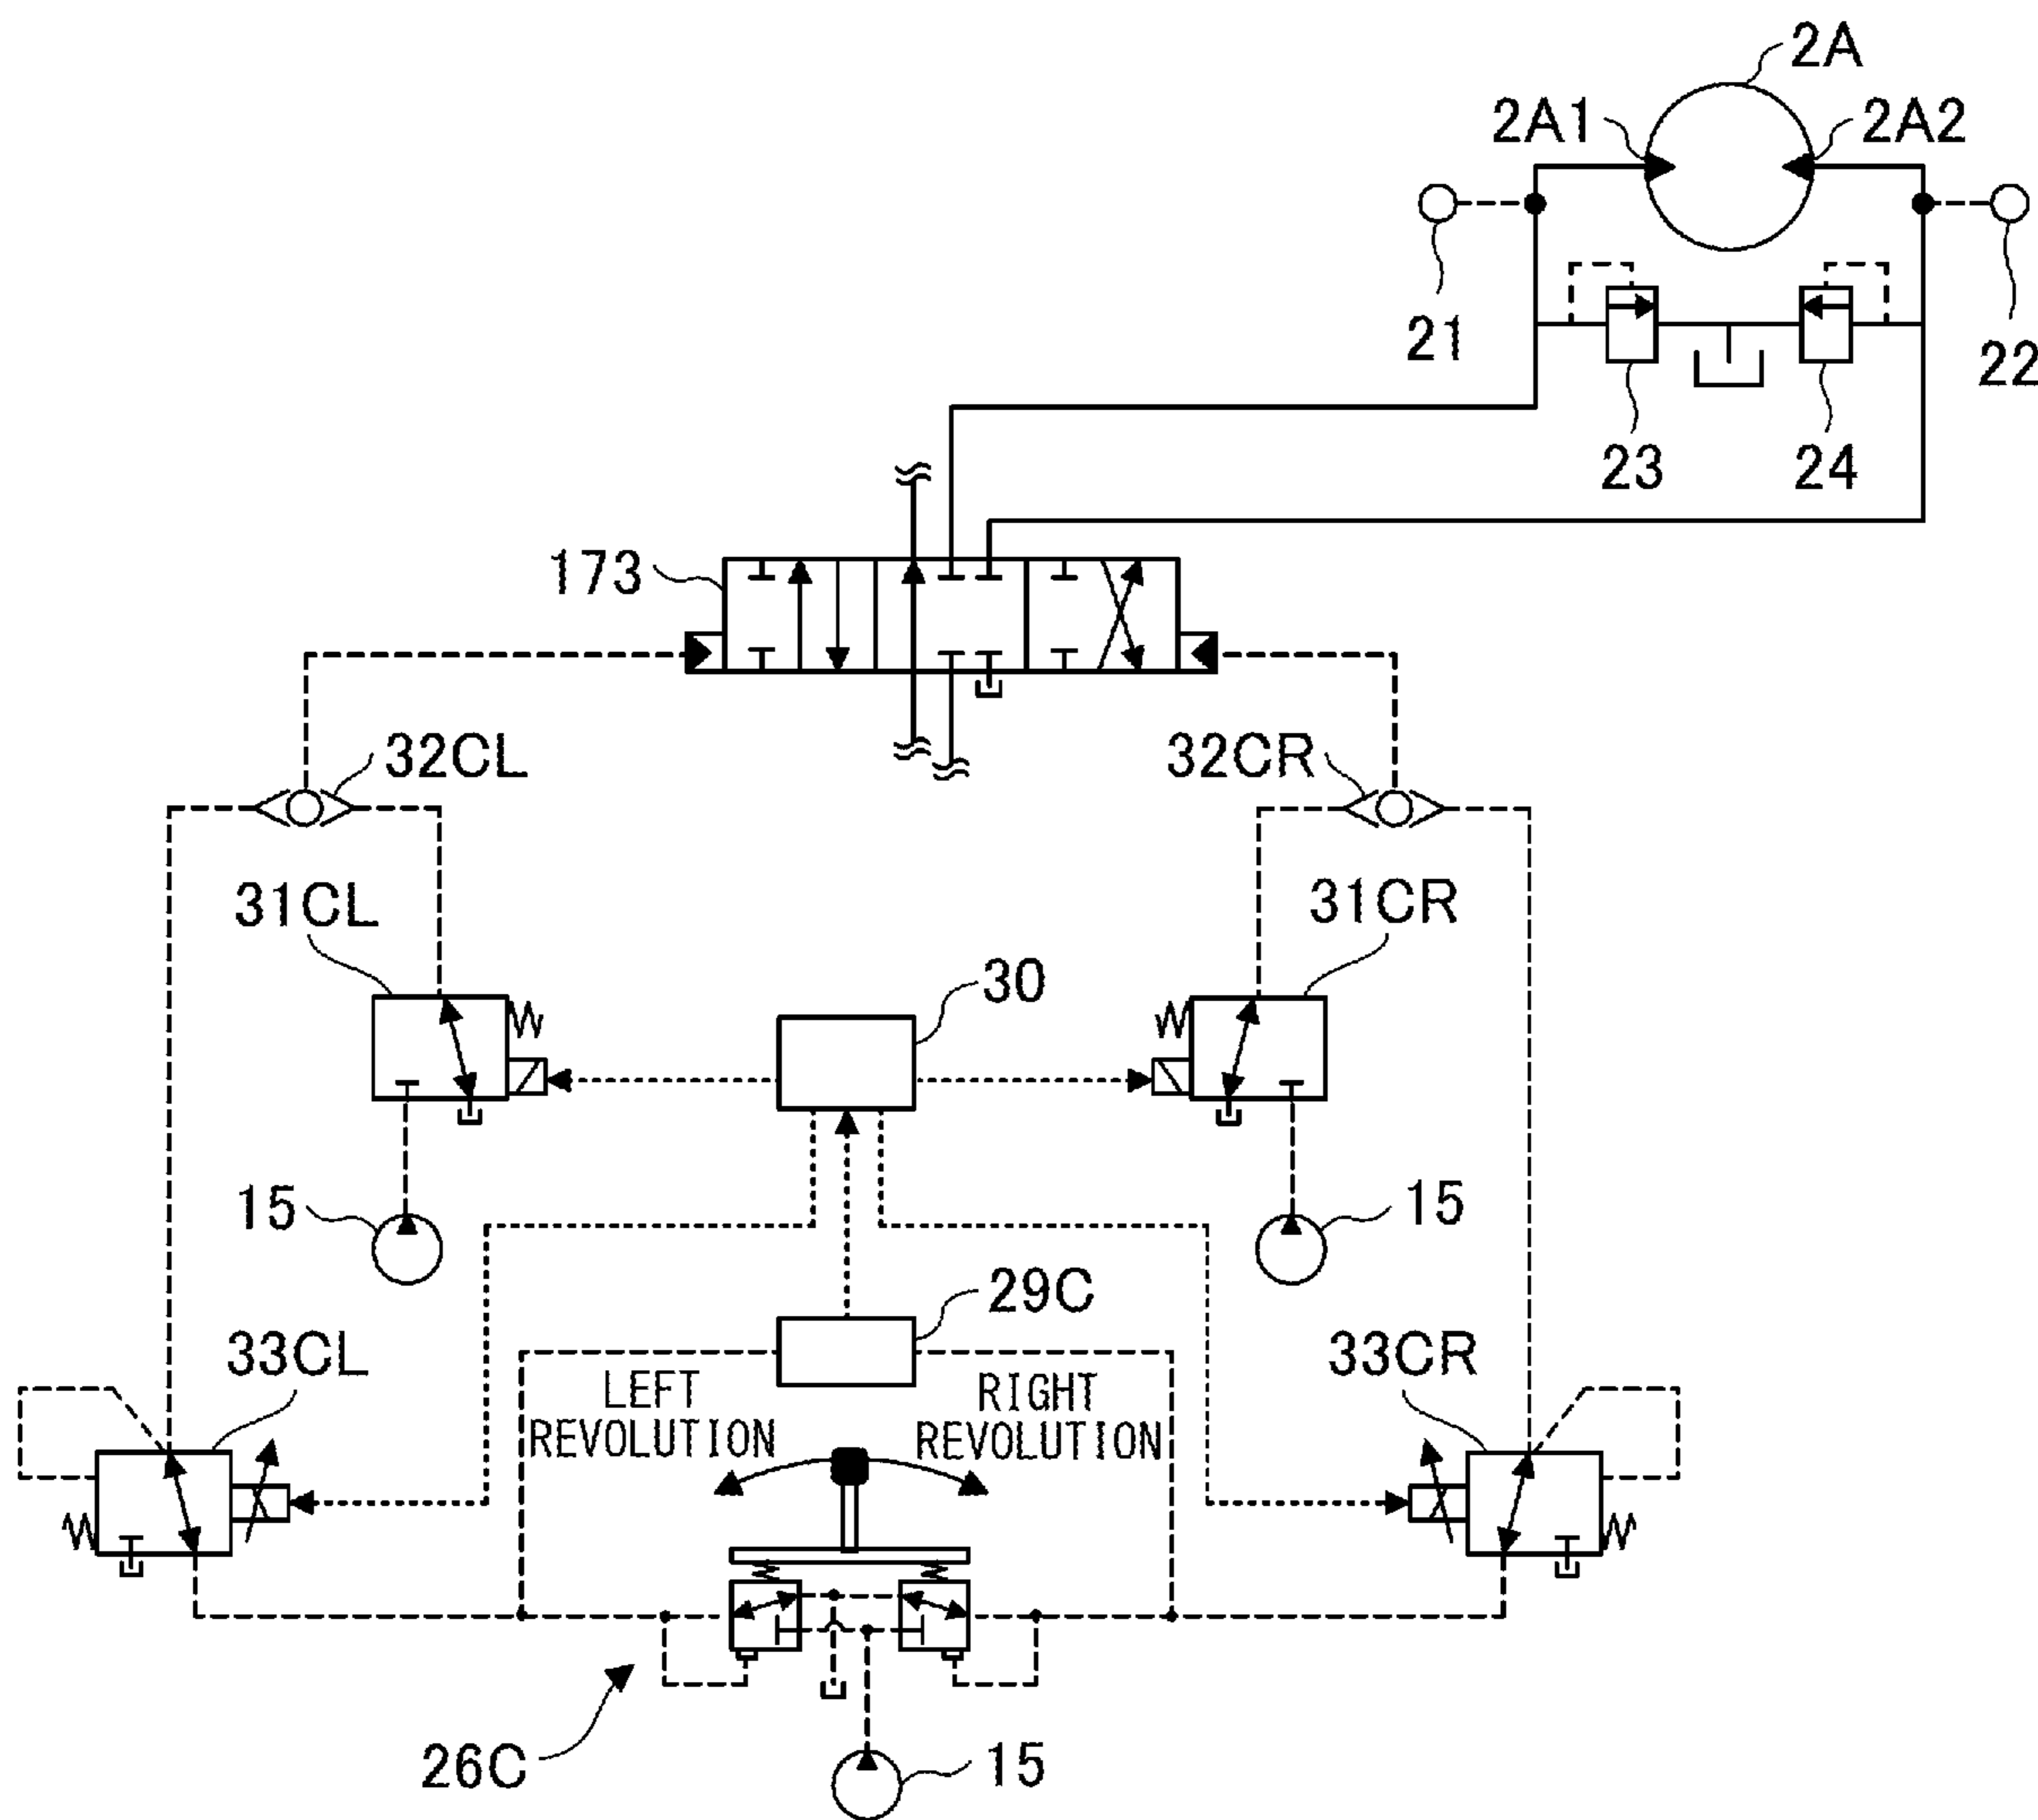 2A
2A1
2A2
21
22
23
24
173
32CL
32CR
31CL
31CR
30
15
15
29C
33CL
33CR
LEFT
REVOLUTION
RIGHT
REVOLUTION
26C
15